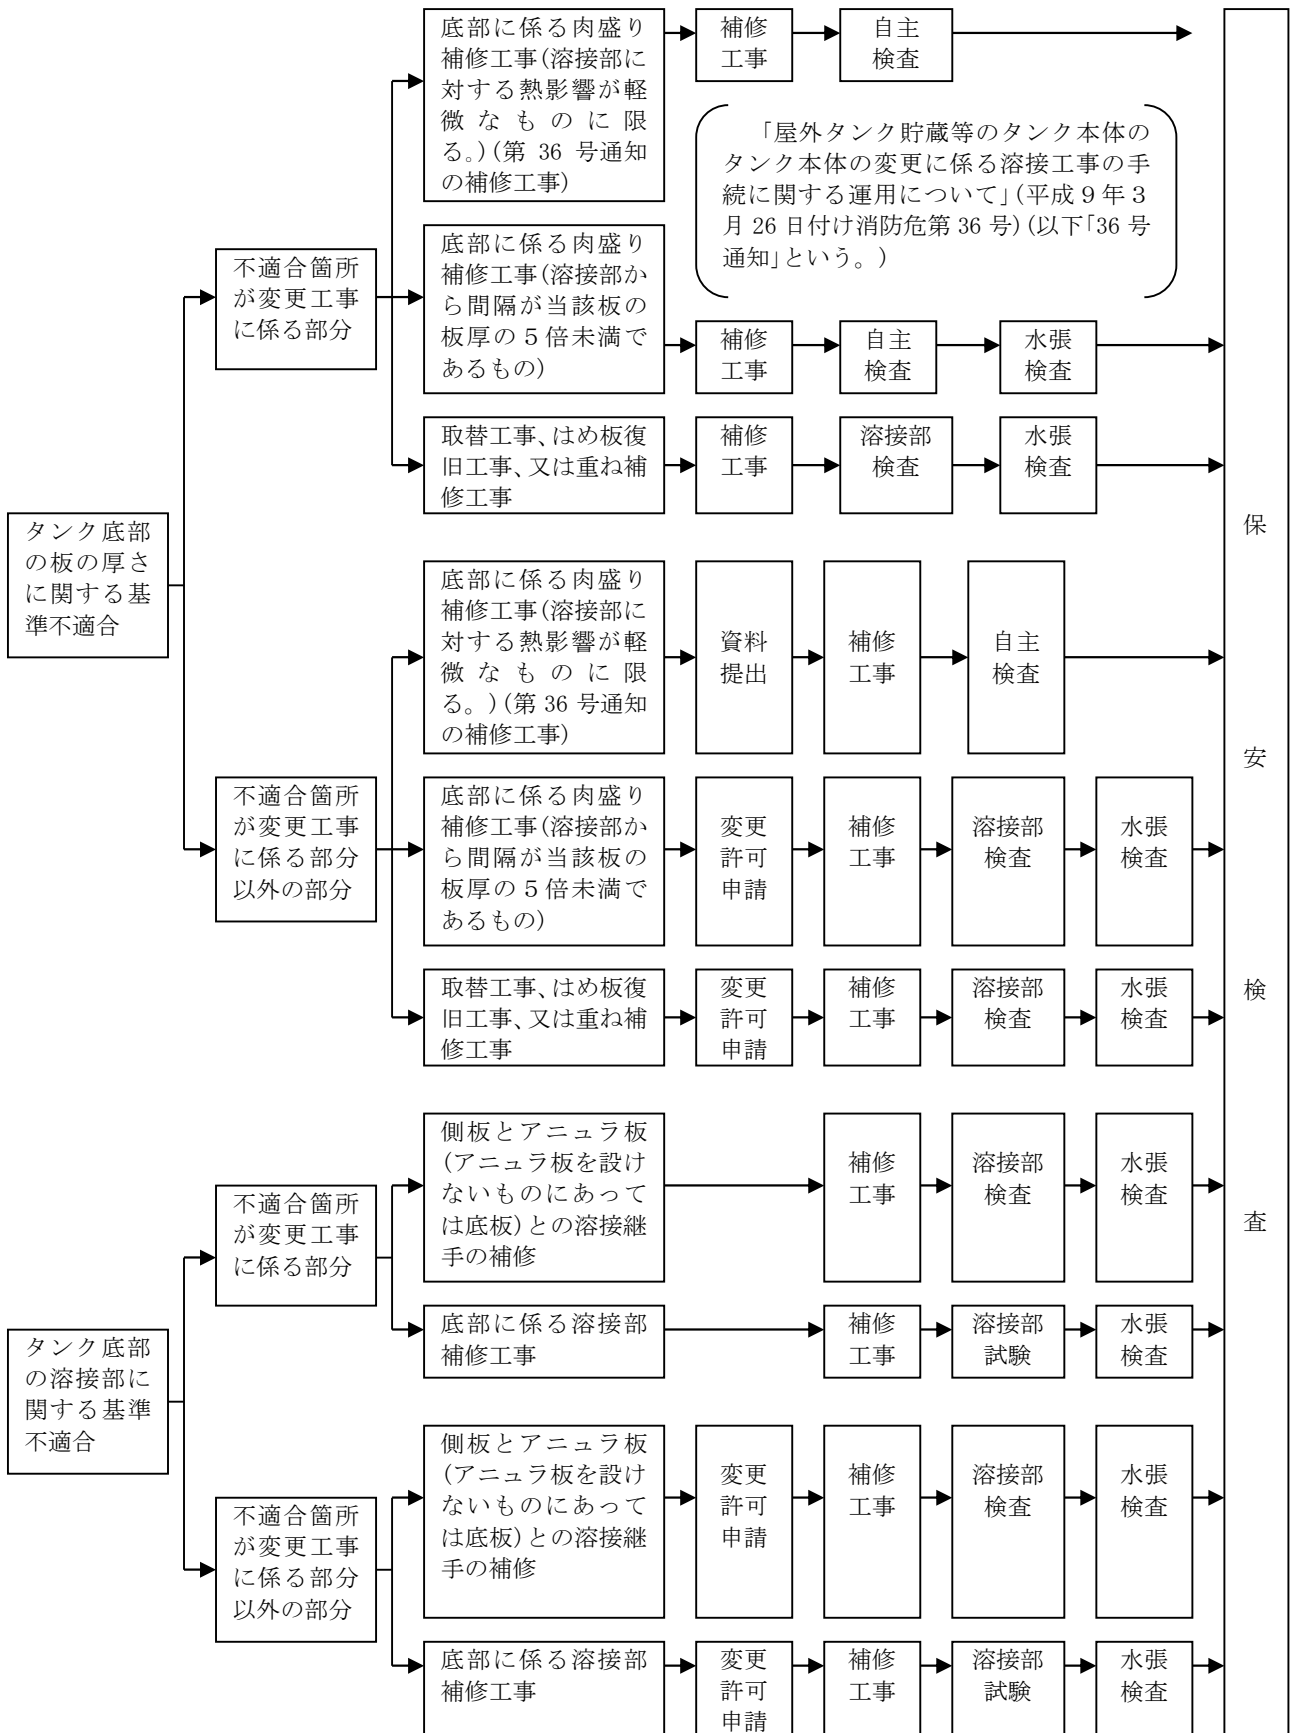 底部に係る肉盛り
補修工事(溶接部に
対する熱影響が軽
微なものに限
る。)(第 36 号通知
の補修工事)
補修
工事
自主
検査
「屋外タンク貯蔵等のタンク本体の
タンク本体の変更に係る溶接工事の手
続に関する運用について」(平成９年３
月 26 日付け消防危第 36 号)(以下「36 号
通知」という。)
不適合箇所
が変更工事
に係る部分
底部に係る肉盛り
補修工事(溶接部か
ら間隔が当該板の
板厚の５倍未満で
あるもの)
補修
工事
自主
検査
水張
検査
取替工事、はめ板復
旧工事、又は重ね補
修工事
補修
工事
溶接部
検査
水張
検査
タンク底部
の板の厚さ
に関する基
準不適合
底部に係る肉盛り
補修工事(溶接部に
対する熱影響が軽
微なものに限
る。)(第 36 号通知
の補修工事)
資料
提出
補修
工事
自主
検査
不適合箇所
が変更工事
に係る部分
以外の部分
底部に係る肉盛り
補修工事(溶接部か
ら間隔が当該板の
板厚の５倍未満で
あるもの)
変更
許可
申請
補修
工事
溶接部
検査
水張
検査
取替工事、はめ板復
旧工事、又は重ね補
修工事
変更
許可
申請
補修
工事
溶接部
検査
水張
検査
不適合箇所
が変更工事
に係る部分
側板とアニュラ板
(アニュラ板を設け
ないものにあって
は底板)との溶接継
手の補修
補修
工事
溶接部
検査
水張
検査
底部に係る溶接部
補修工事
補修
工事
溶接部
試験
水張
検査
タンク底部
の溶接部に
関する基準
不適合
側板とアニュラ板
(アニュラ板を設け
ないものにあって
は底板)との溶接継
手の補修
変更
許可
申請
補修
工事
溶接部
検査
水張
検査
不適合箇所
が変更工事
に係る部分
以外の部分
底部に係る溶接部
補修工事
変更
許可
申請
補修
工事
溶接部
試験
水張
検査
保
安
検
査